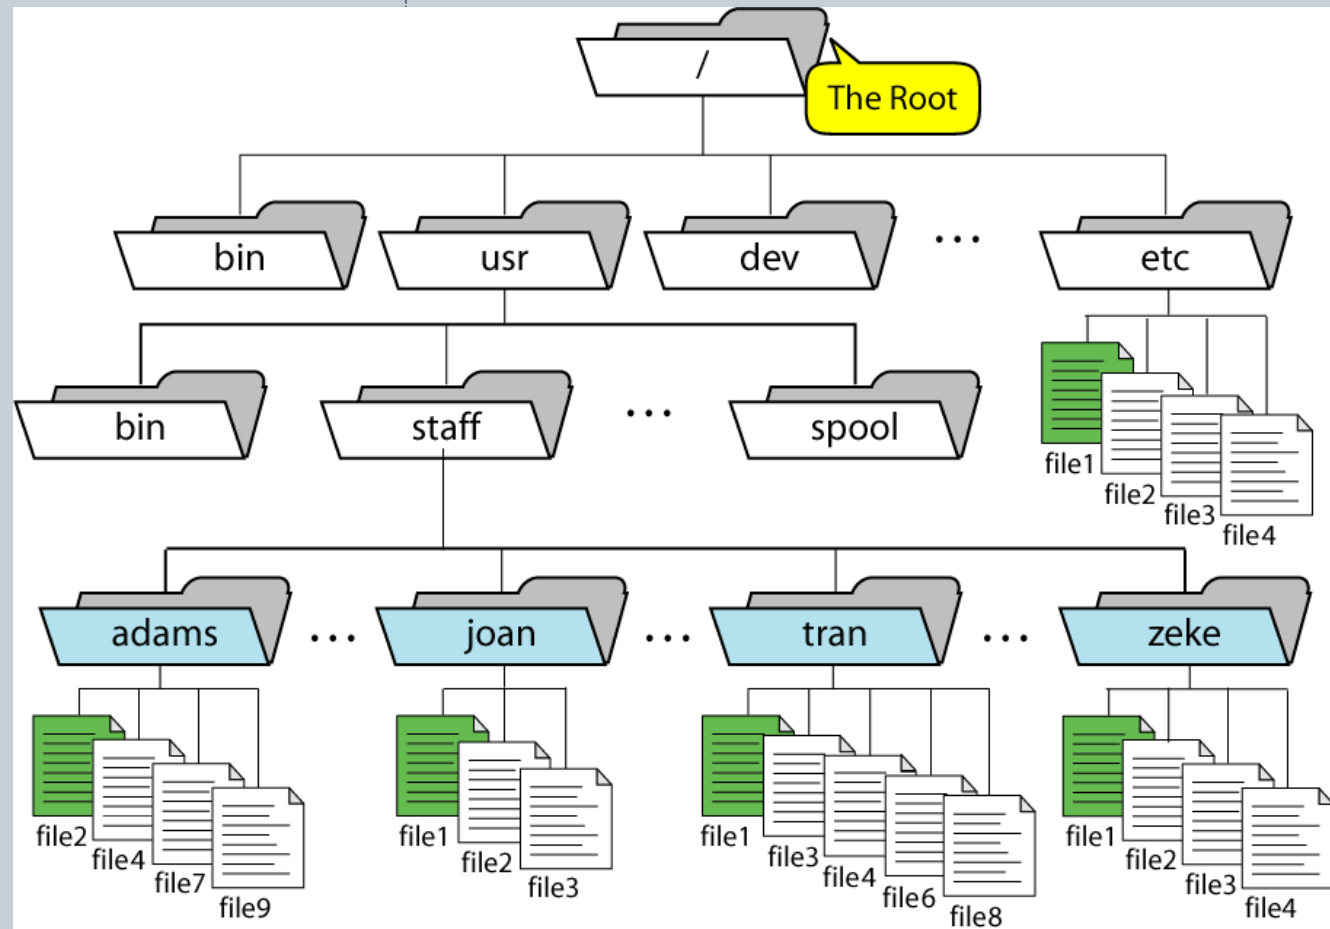 /
The Root
bin
usr
dev
...
etc
bin
staff
...
spool
file1
file2
file3
file4
adams
...
joan
...
tran
...
zeke
file2
file4
file7
file9
file1
file2
file3
file1
file3
file4
file6
file8
file1
file2
file3
file4